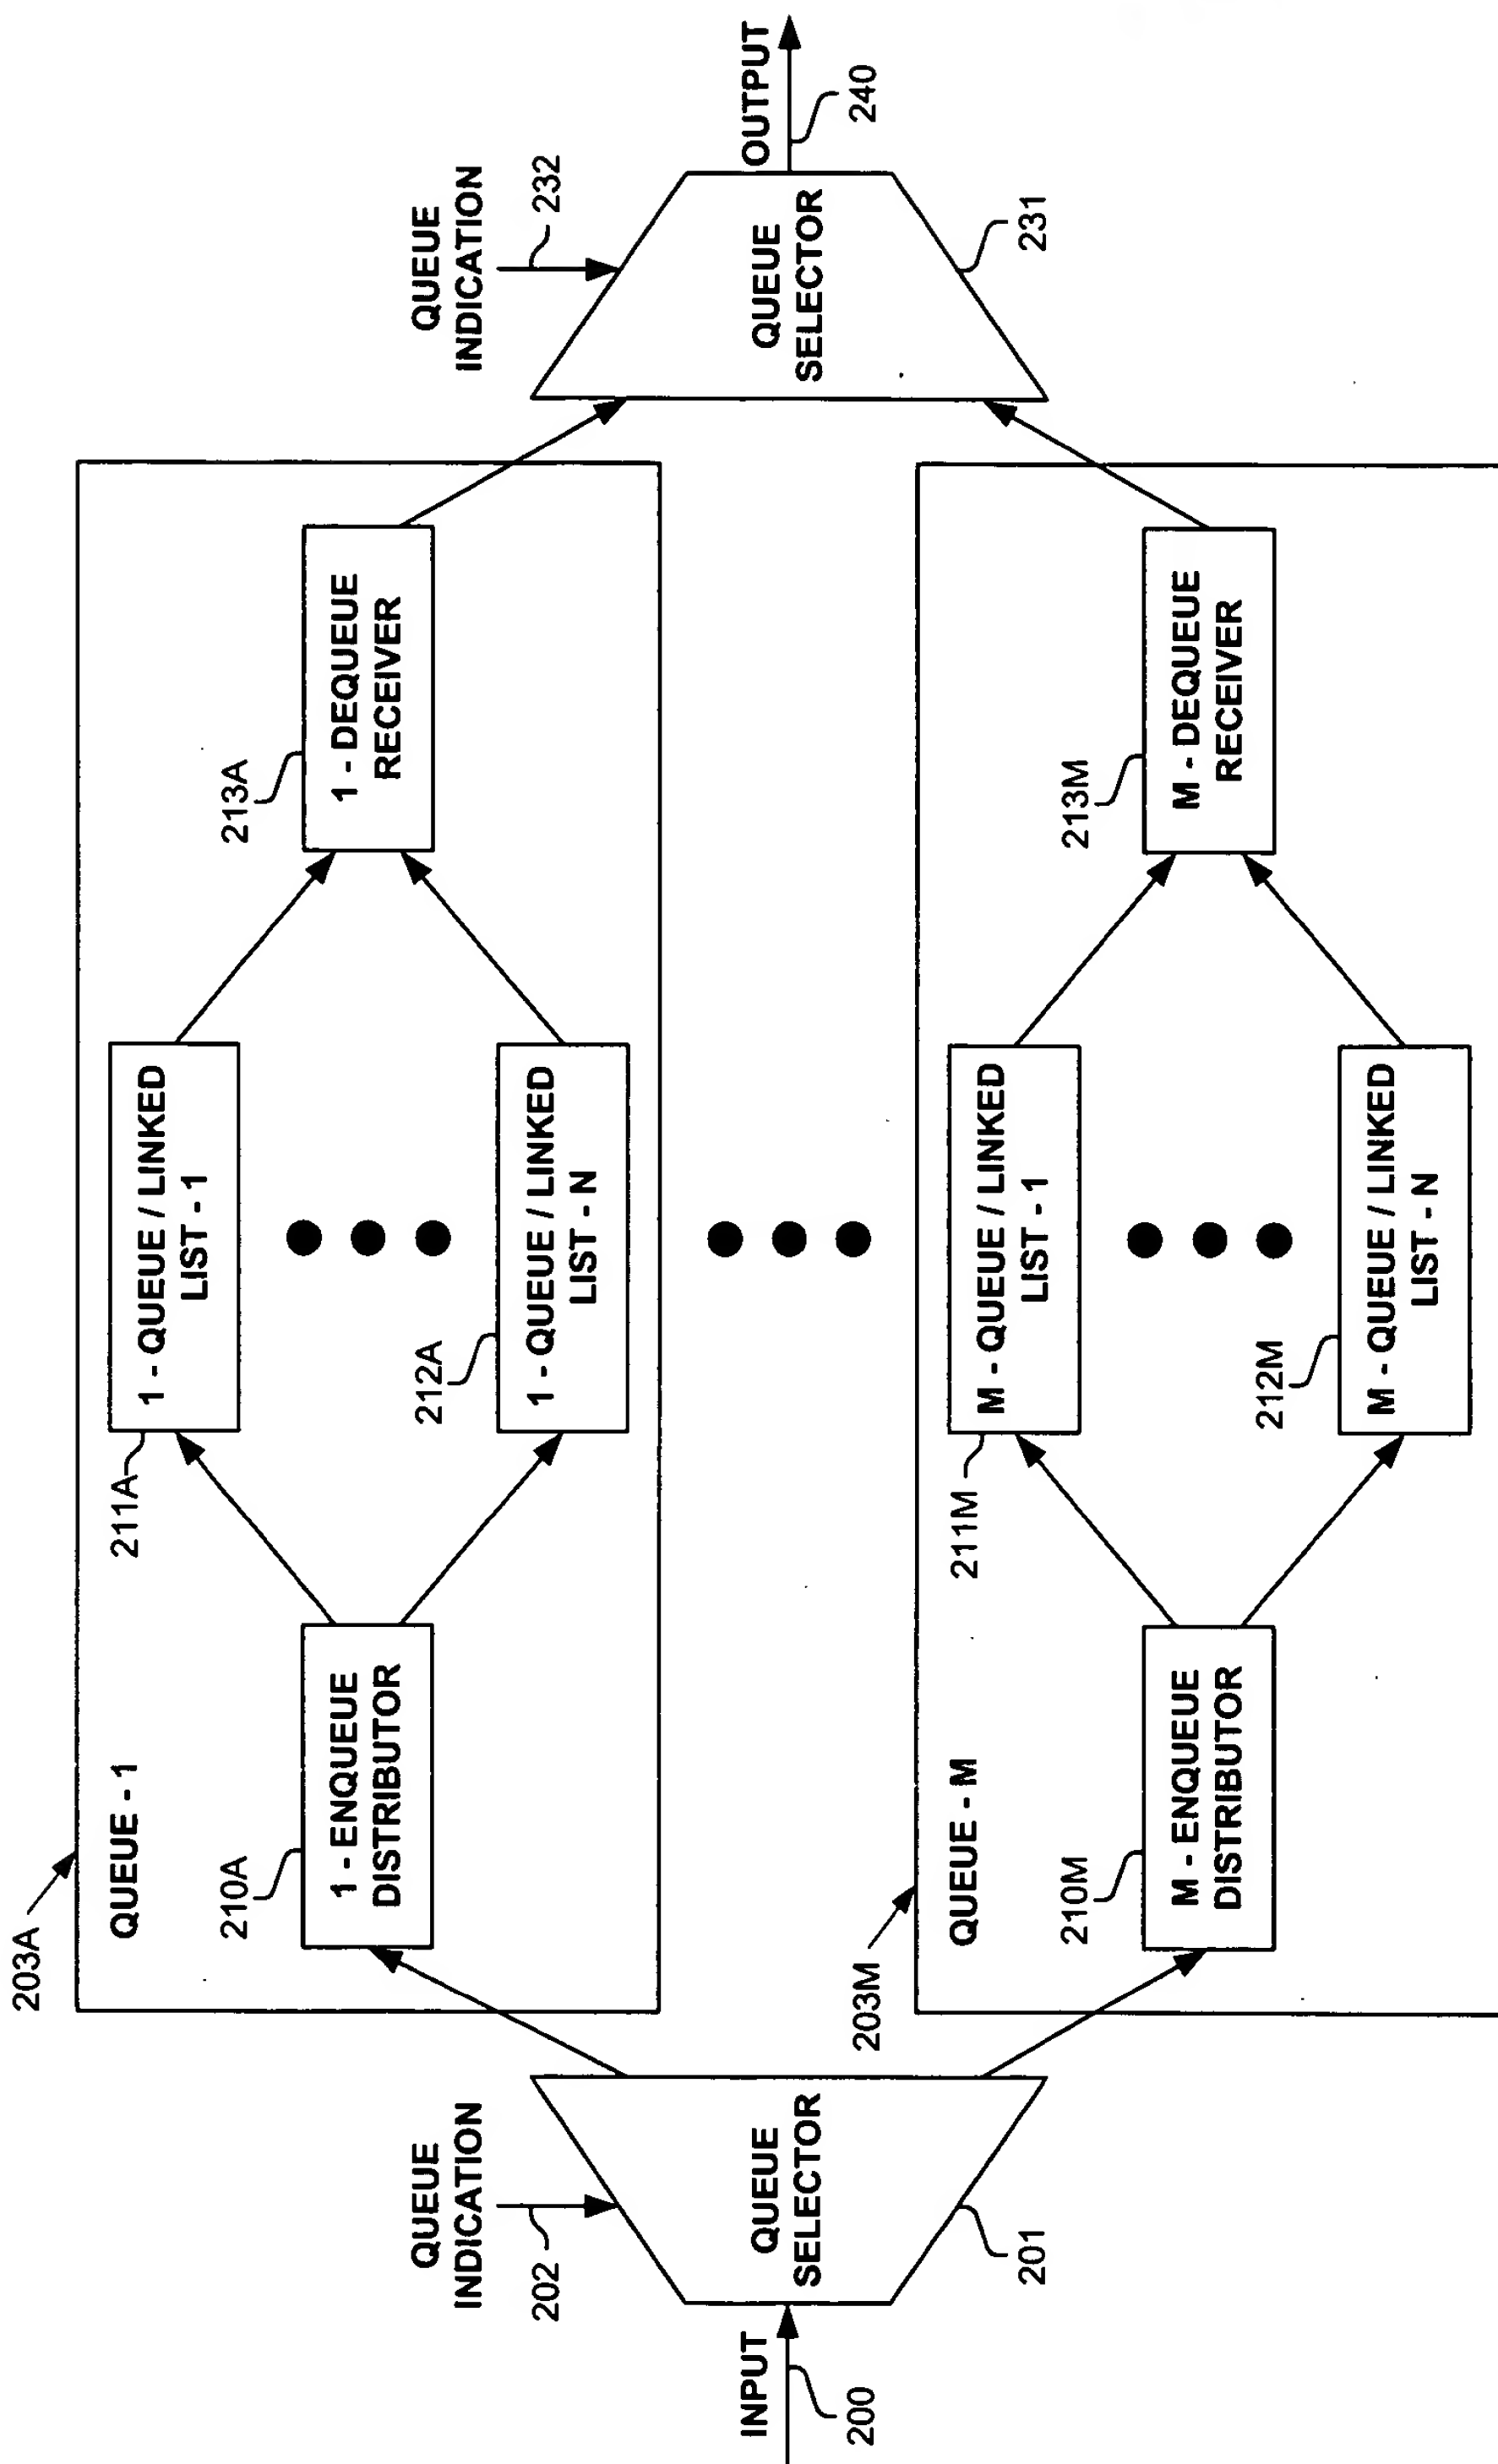 203A
QUEUE - 1
211A
1 - QUEUE / LINKED
LIST - 1
210A
1 - ENQUEUE
DISTRIBUTOR
212A
1 - QUEUE / LINKED
LIST - N
213A
1 - DEQUEUE
RECEIVER
QUEUE
INDICATION
202
INPUT
200
QUEUE
SELECTOR
201
QUEUE
INDICATION
232
QUEUE
SELECTOR
231
OUTPUT
240
203M
QUEUE - M
211M
M - QUEUE / LINKED
LIST - 1
210M
M - ENQUEUE
DISTRIBUTOR
212M
M - QUEUE / LINKED
LIST - N
213M
M - DEQUEUE
RECEIVER